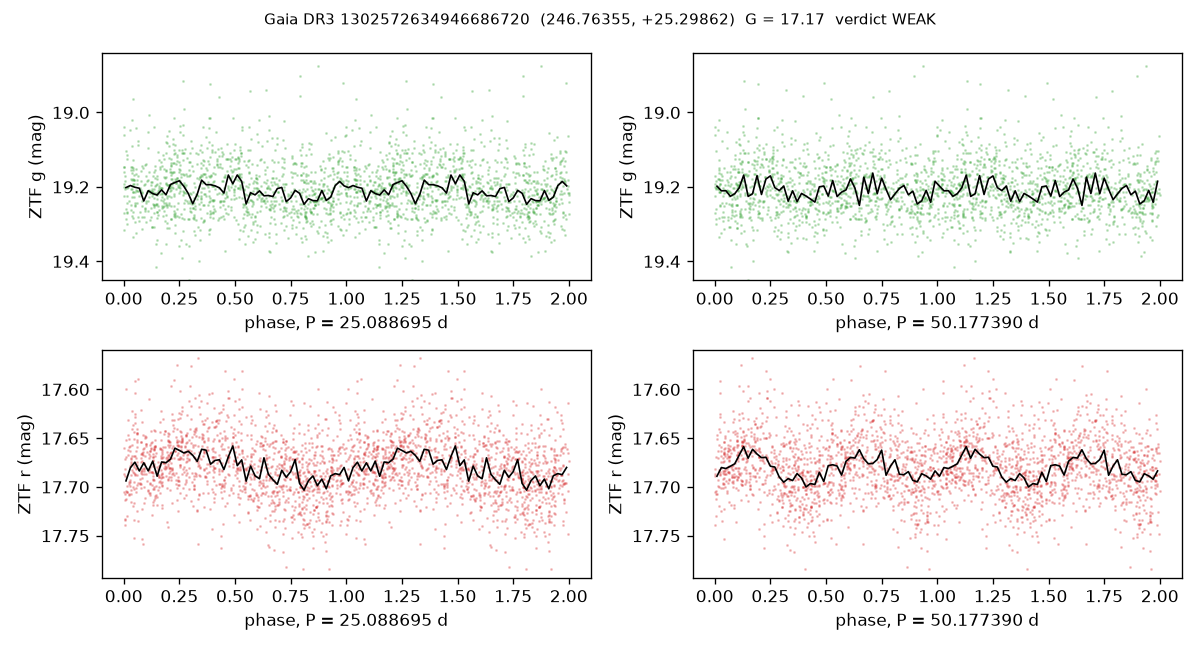 Gaia DR3 1302572634946686720 (246.76355, +25.29862) G = 17.17 verdict WEAK
ZTF g (mag)
19.0
19.2
19.4
0.00 0.25 0.50 0.75 1.00 1.25 1.50 1.75 2.00
phase, P = 25.088695 d
ZTF g (mag)
19.0
19.2
19.4
0.00 0.25 0.50 0.75 1.00 1.25 1.50 1.75 2.00
phase, P = 50.177390 d
ZTF r (mag)
17.60
17.65
17.70
17.75
0.00 0.25 0.50 0.75 1.00 1.25 1.50 1.75 2.00
phase, P = 25.088695 d
ZTF r (mag)
17.60
17.65
17.70
17.75
0.00 0.25 0.50 0.75 1.00 1.25 1.50 1.75 2.00
phase, P = 50.177390 d